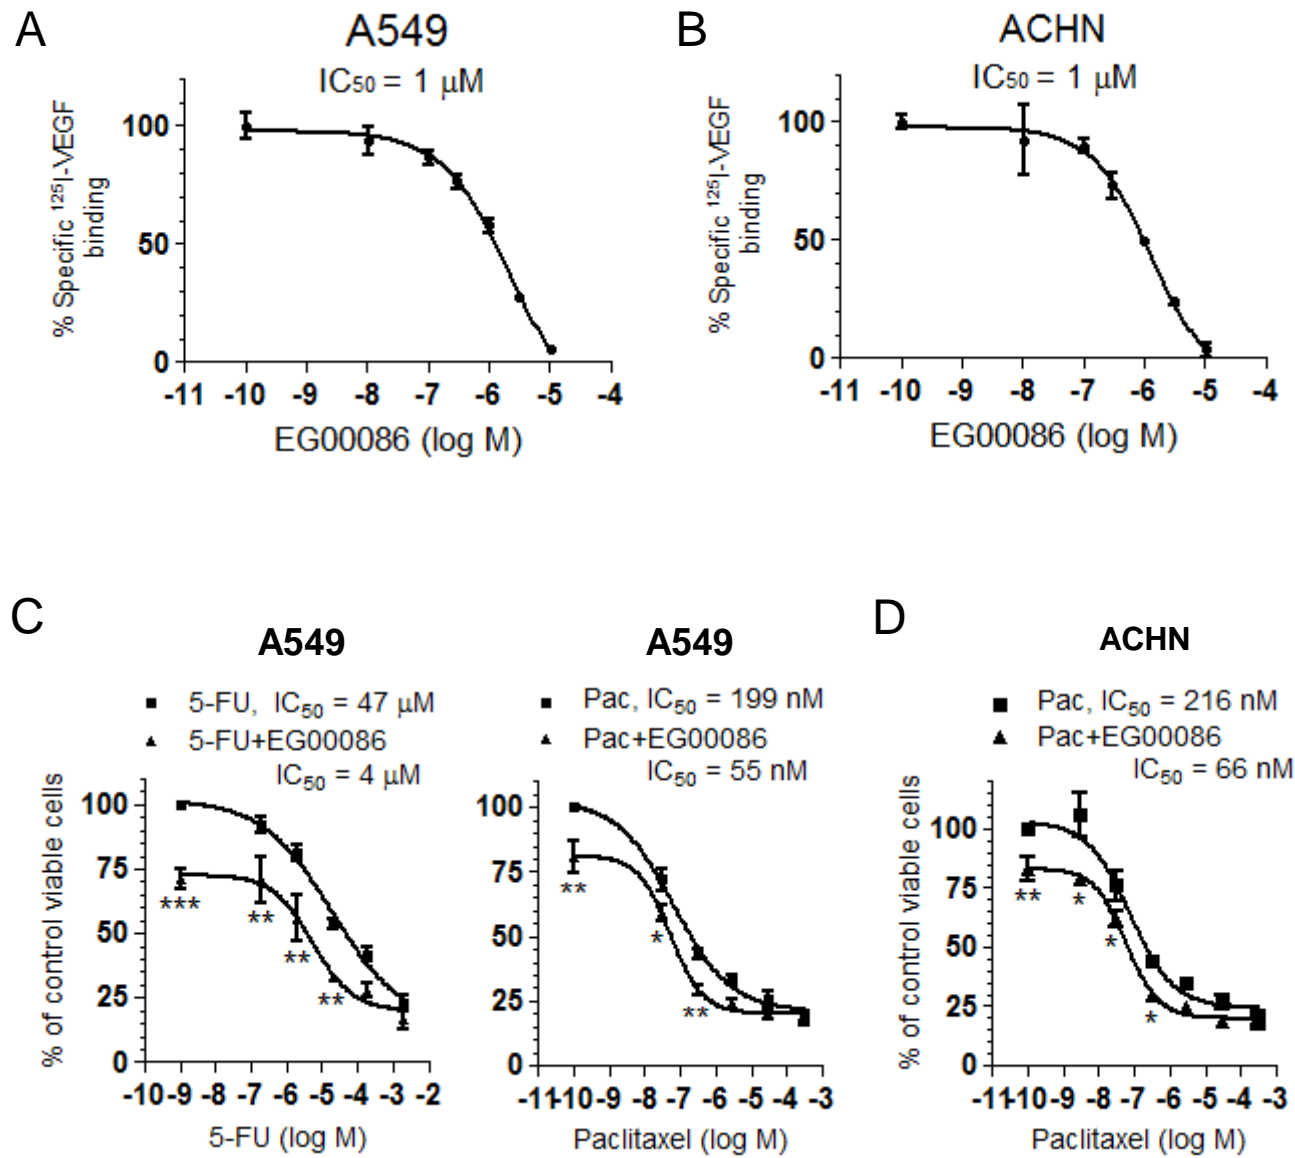 A
A549
IC50 = 1 µM
% Specific 125I-VEGF
binding
100
50
0
-11 -10 -9 -8 -7 -6 -5 -4
EG00086 (log M)
B
ACHN
IC50 = 1 µM
% Specific 125I-VEGF
binding
100
50
0
-11 -10 -9 -8 -7 -6 -5 -4
EG00086 (log M)
C
A549
5-FU, IC50 = 47 µM
5-FU+EG00086
IC50 = 4 µM
% of control viable cells
100
75
50
25
0
***
**
**
**
-10 -9 -8 -7 -6 -5 -4 -3 -2
5-FU (log M)
A549
Pac, IC50 = 199 nM
Pac+EG00086
IC50 = 55 nM
100
75
50
25
0
**
*
**
-11-10 -9 -8 -7 -6 -5 -4 -3
Paclitaxel (log M)
D
ACHN
Pac, IC50 = 216 nM
Pac+EG00086
IC50 = 66 nM
% of control viable cells
100
75
50
25
0
**
*
*
*
-11-10 -9 -8 -7 -6 -5 -4 -3
Paclitaxel (log M)